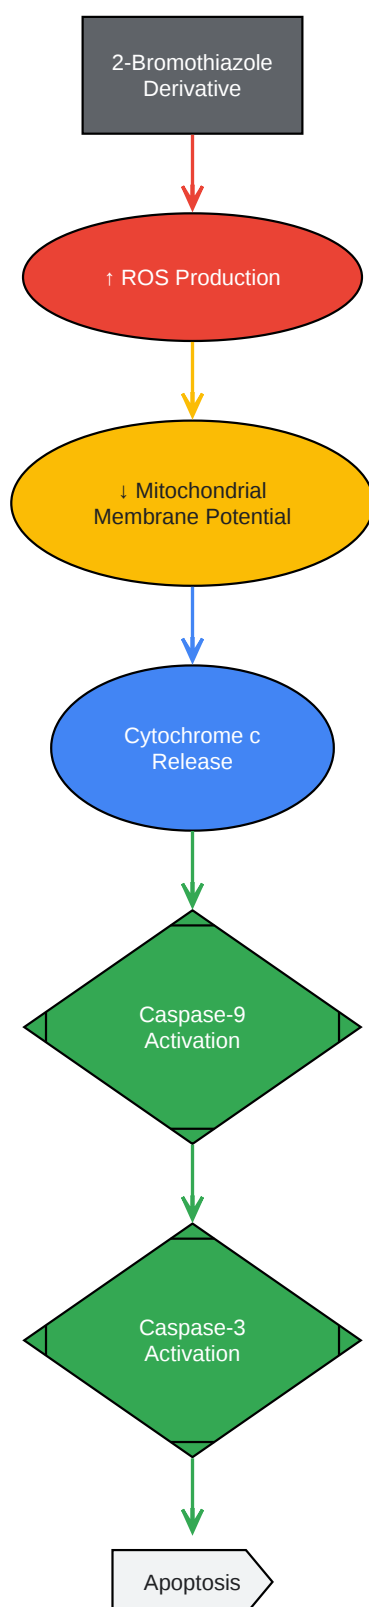 2-Bromothiazole
Derivative
↑ ROS Production
↓ Mitochondrial
Membrane Potential
Cytochrome c
Release
Caspase-9
Activation
Caspase-3
Activation
Apoptosis